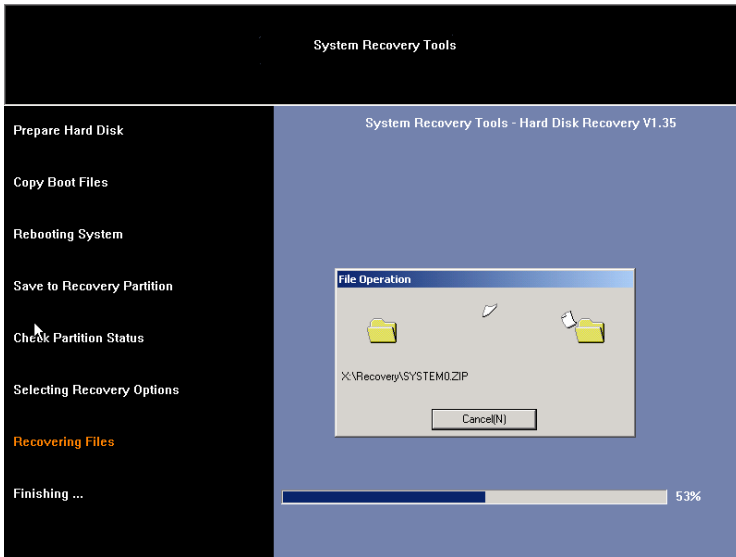 System Recovery Tools
System Recovery Tools - Hard Disk Recovery V1.35
Prepare Hard Disk
Copy Boot Files
Rebooting System
Save to Recovery Partition
Check Partition Status
Selecting Recovery Options
Recovering Files
Finishing ...
File Operation
X:\Recovery\SYSTEM0.ZIP
Cancel(N)
53%